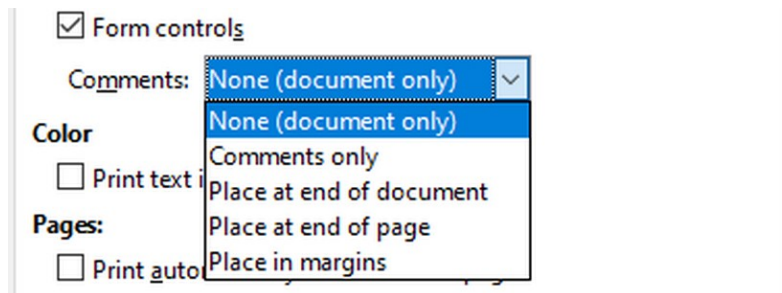 Form controls
Comments: None (document only)
None (document only)
Color
Comments only
Print text
Place at end of document
Pages:
Place at end of page
Print
Place in margins